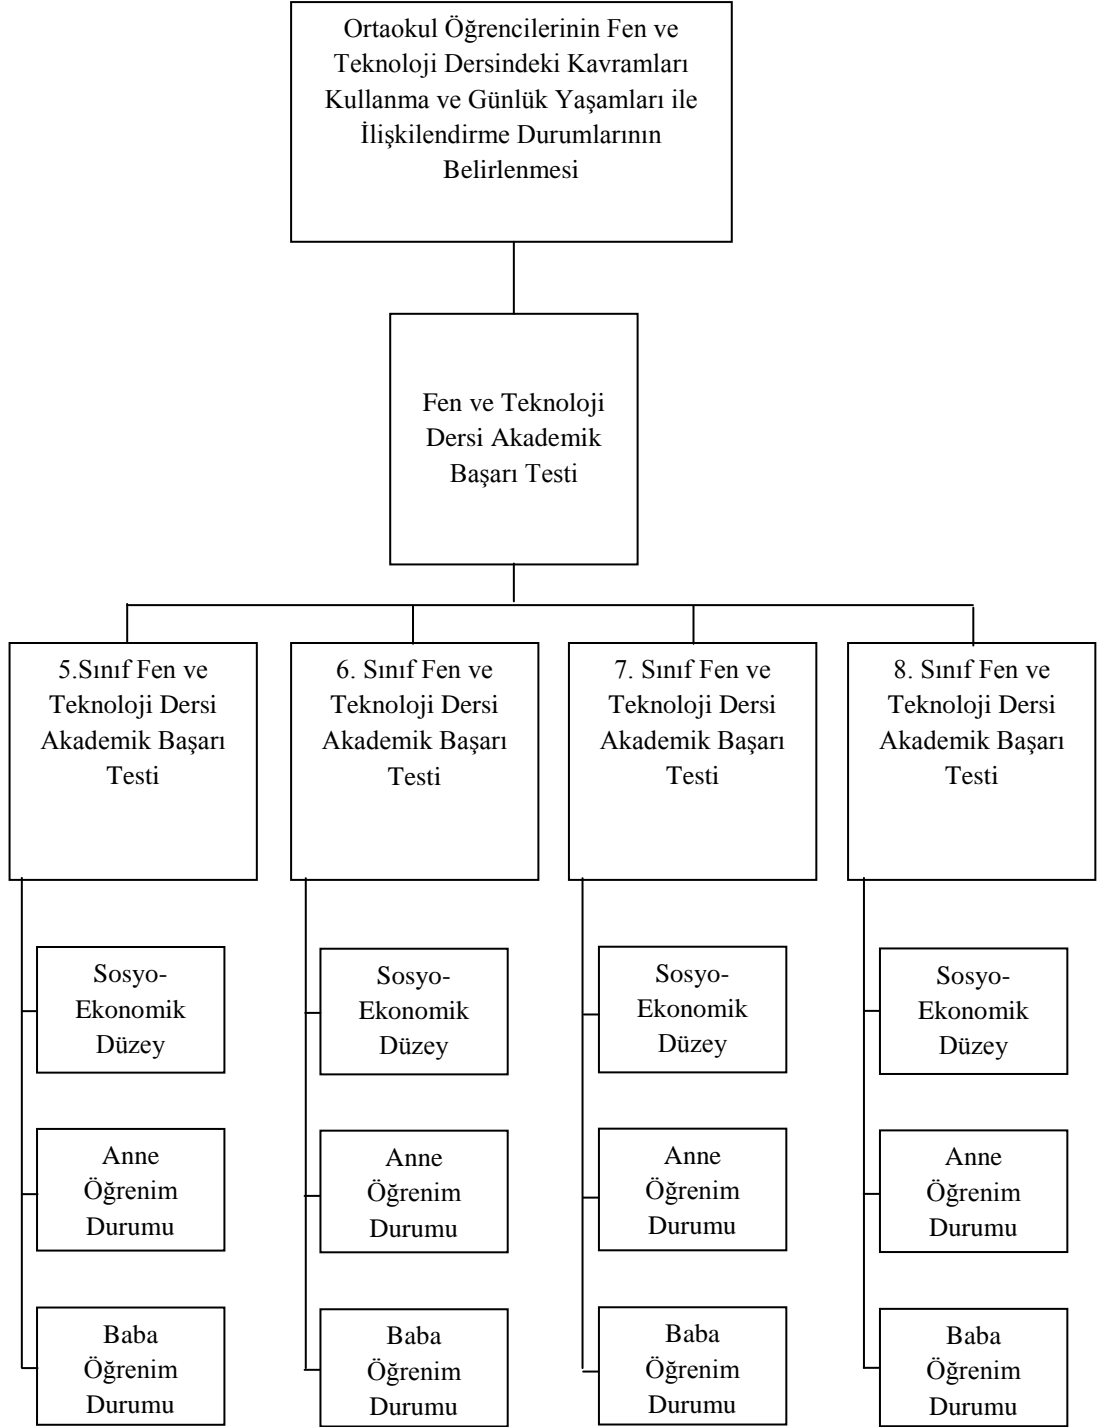 Ortaokul Öğrencilerinin Fen ve
Teknoloji Dersindeki Kavramları
Kullanma ve Günlük Yaşamları ile
İlişkilendirme Durumlarının
Belirlenmesi
Fen ve Teknoloji
Dersi Akademik
Başarı Testi
5.Sınıf Fen ve
Teknoloji Dersi
Akademik Başarı
Testi
6. Sınıf Fen ve
Teknoloji Dersi
Akademik Başarı
Testi
7. Sınıf Fen ve
Teknoloji Dersi
Akademik Başarı
Testi
8. Sınıf Fen ve
Teknoloji Dersi
Akademik Başarı
Testi
Sosyo-
Ekonomik
Düzey
Sosyo-
Ekonomik
Düzey
Sosyo-
Ekonomik
Düzey
Sosyo-
Ekonomik
Düzey
Anne
Öğrenim
Durumu
Anne
Öğrenim
Durumu
Anne
Öğrenim
Durumu
Anne
Öğrenim
Durumu
Baba
Öğrenim
Durumu
Baba
Öğrenim
Durumu
Baba
Öğrenim
Durumu
Baba
Öğrenim
Durumu